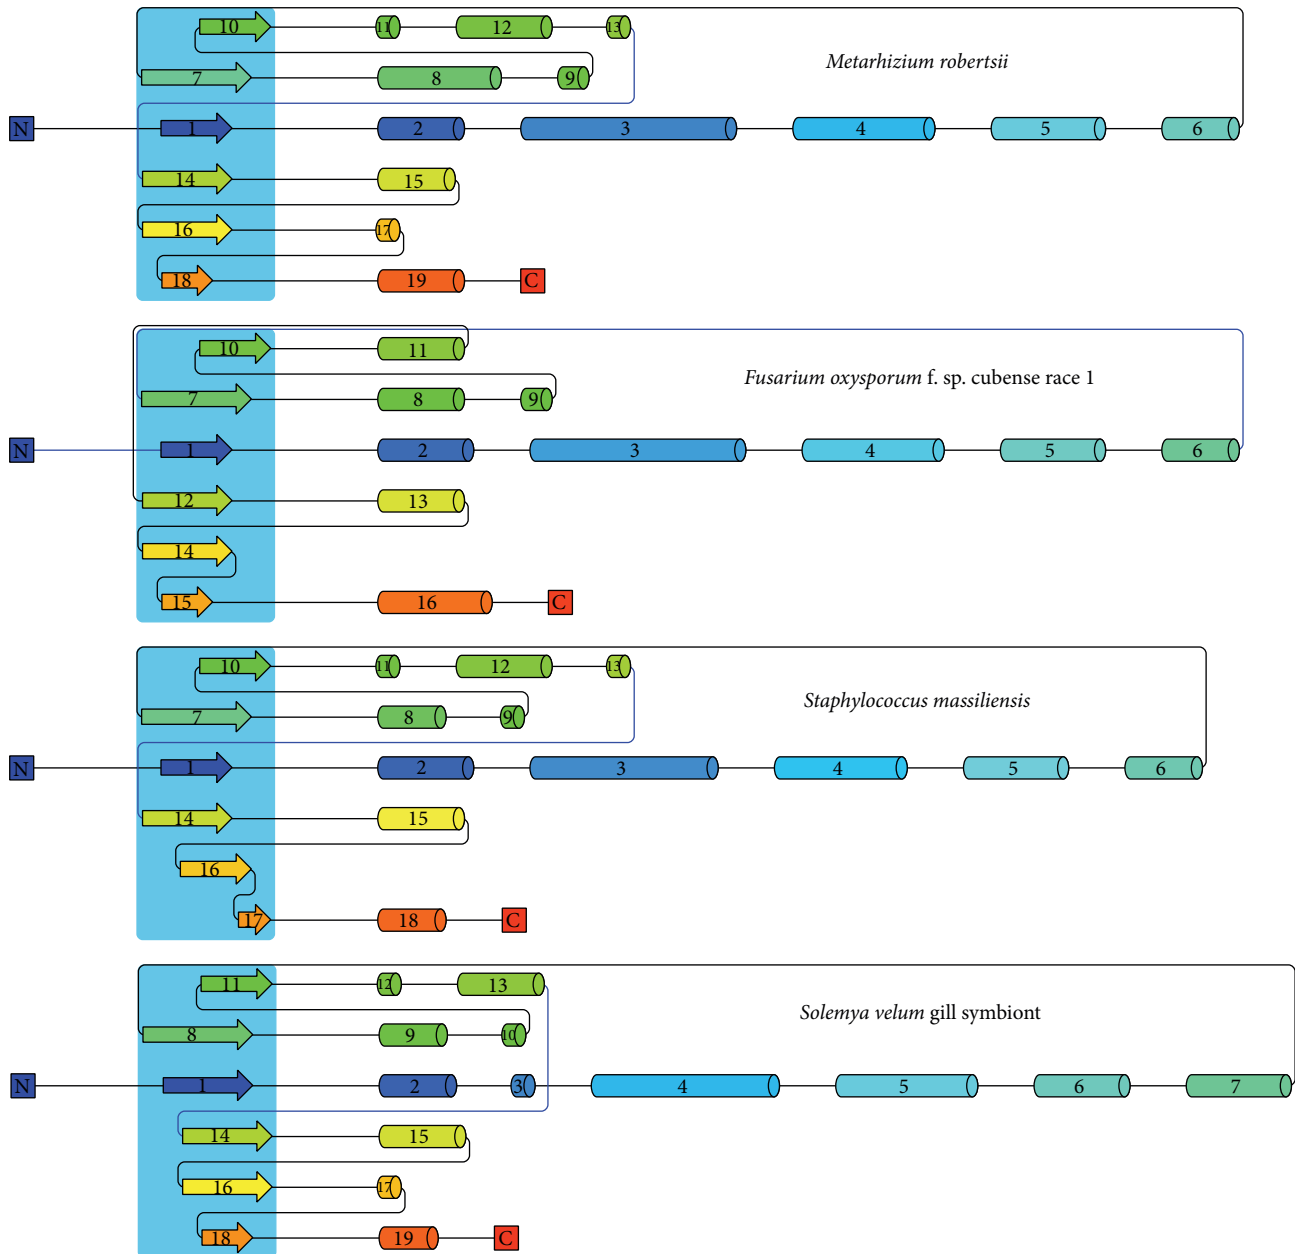 10 11 12 13
Metarhizium robertsii
7 8 9
N 1 2 3 4 5 6
14 15
16 17
18 19 C
10 11
Fusarium oxysporum f. sp. cubense race 1
7 8 9
N 1 2 3 4 5 6
12 13
14
15 16 C
10 11 12 13
Staphylococcus massiliensis
7 8 9
N 1 2 3 4 5 6
14 15
16
17 18 C
11 12 13
Solemya velum gill symbiont
8 9 10
N 1 2 3 4 5 6 7
14 15
16 17
18 19 C